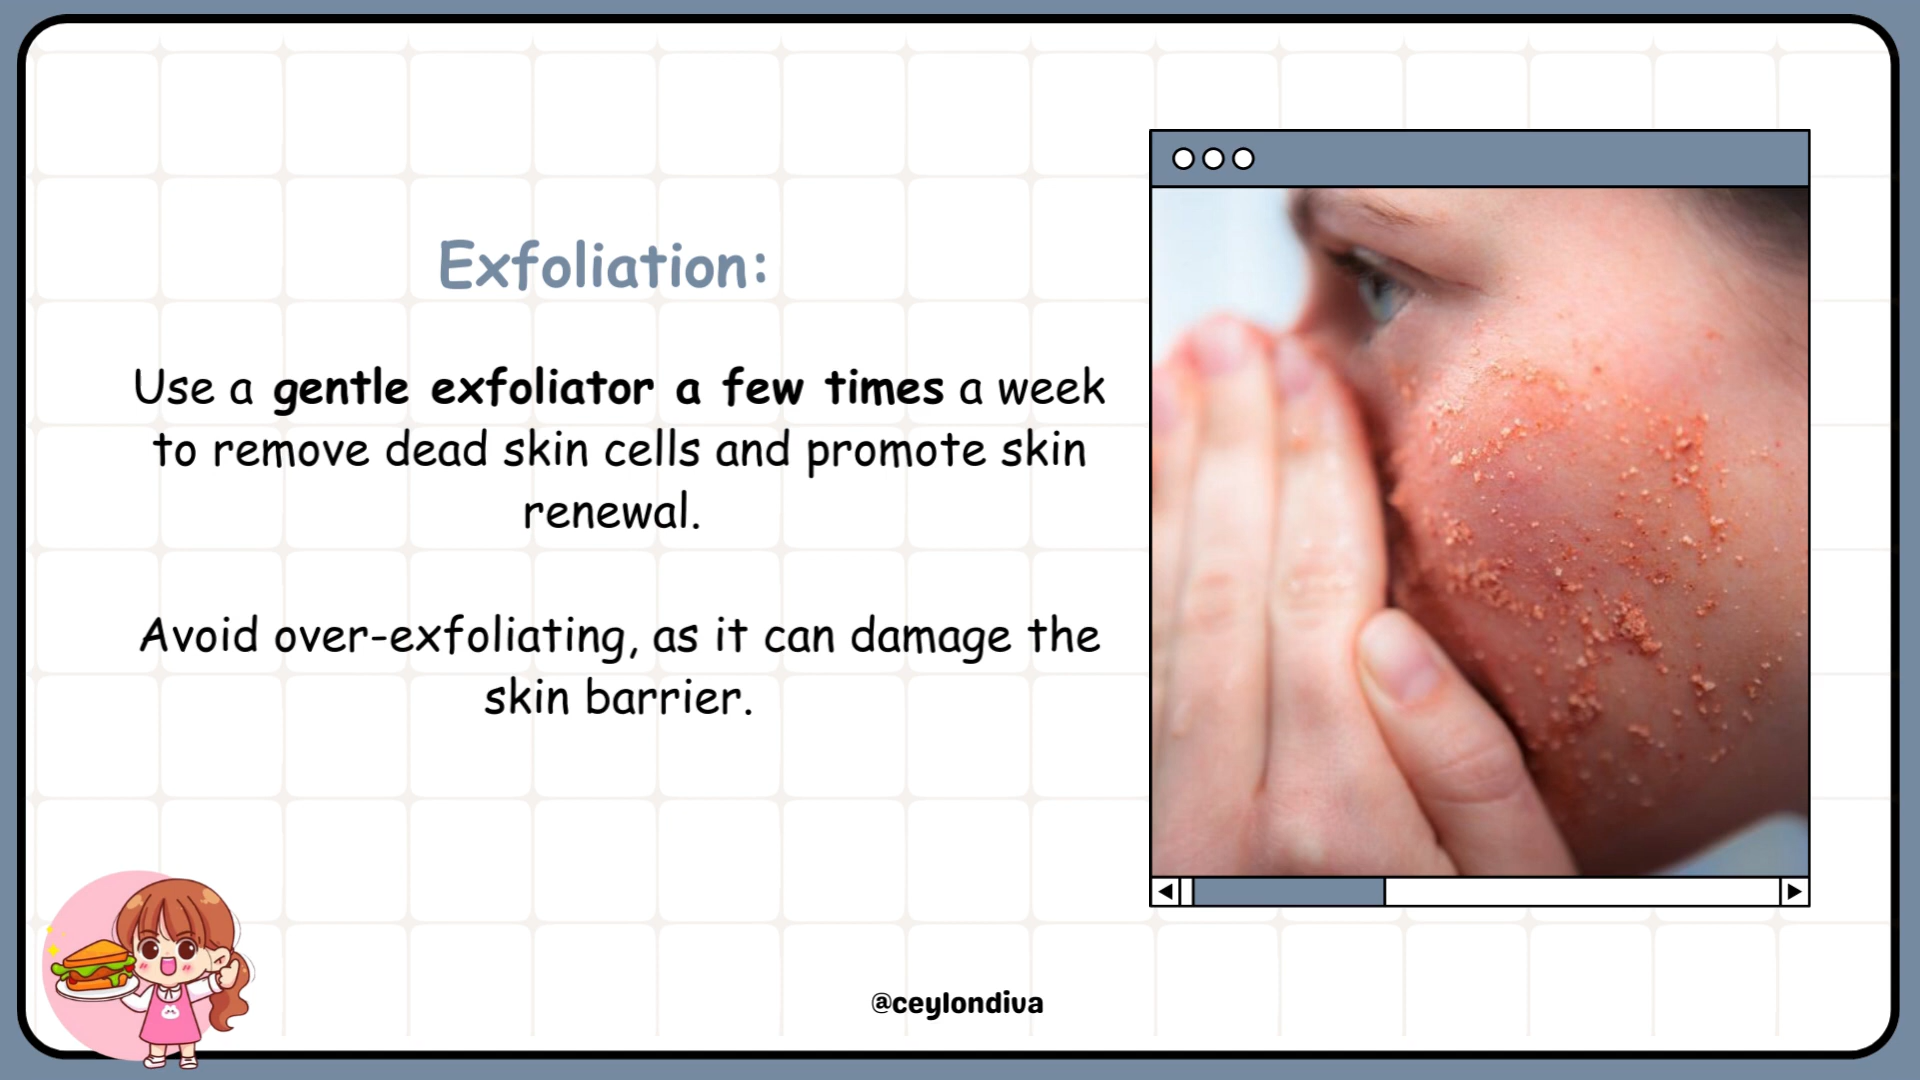 Exfoliation:
Use a gentle exfoliator a few times a week
to remove dead skin cells and promote skin
renewal.
Avoid over-exfoliating, as it can damage the
skin barrier.
@ceylondiva